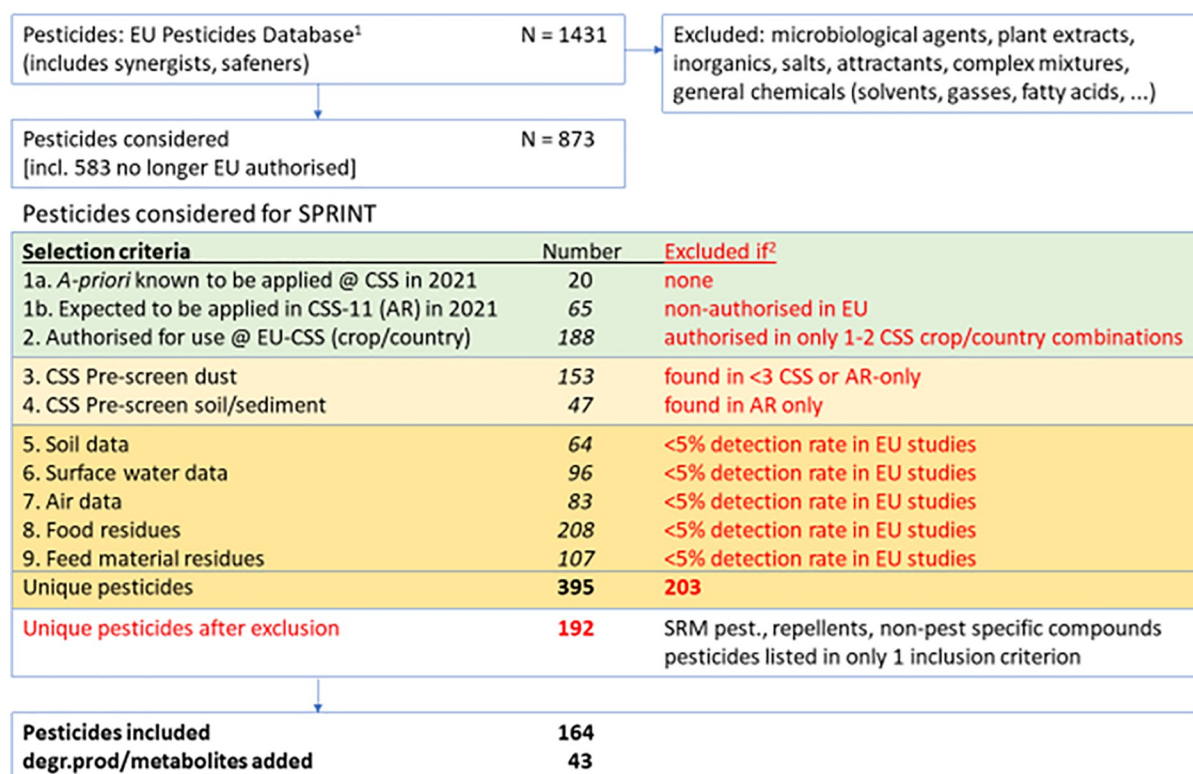 Pesticides: EU Pesticides Database¹ N = 1431
(includes synergists, safeners)
Excluded: microbiological agents, plant extracts,
inorganics, salts, attractants, complex mixtures,
general chemicals (solvents, gasses, fatty acids, ...)
Pesticides considered N = 873
[incl. 583 no longer EU authorised]
Pesticides considered for SPRINT
Selection criteria Number Excluded if²
1a. A-priori known to be applied @ CSS in 2021 20 none
1b. Expected to be applied in CSS-11 (AR) in 2021 65 non-authorised in EU
2. Authorised for use @ EU-CSS (crop/country) 188 authorised in only 1-2 CSS crop/country combinations
3. CSS Pre-screen dust 153 found in <3 CSS or AR-only
4. CSS Pre-screen soil/sediment 47 found in AR only
5. Soil data 64 <5% detection rate in EU studies
6. Surface water data 96 <5% detection rate in EU studies
7. Air data 83 <5% detection rate in EU studies
8. Food residues 208 <5% detection rate in EU studies
9. Feed material residues 107 <5% detection rate in EU studies
Unique pesticides 395 203
Unique pesticides after exclusion 192 SRM pest., repellents, non-pest specific compounds
pesticides listed in only 1 inclusion criterion
Pesticides included 164
degr.prod/metabolites added 43